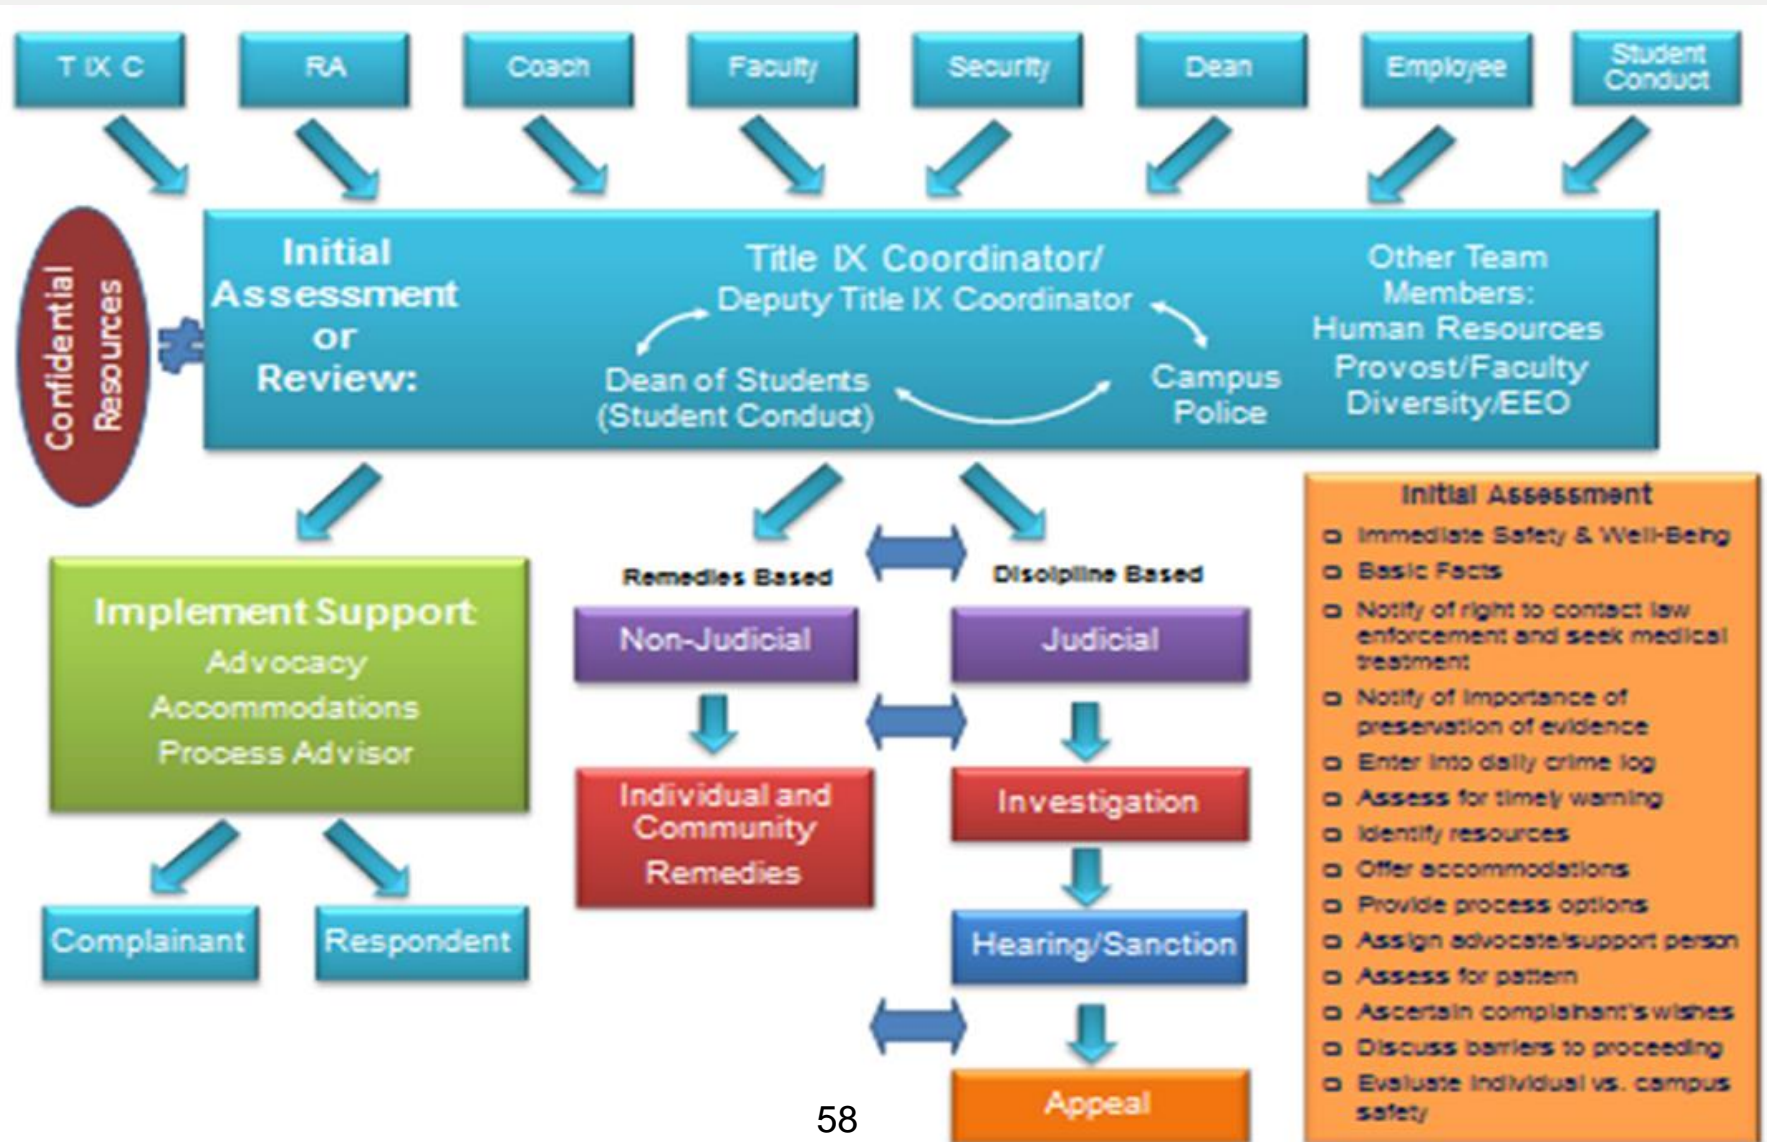 T IX C
RA
Coach
Faculty
Security
Dean
Employee
Student
Conduct
Confidential
Resources
Initial
Assessment
or
Review:
Title IX Coordinator/
Deputy Title IX Coordinator
Dean of Students
(Student Conduct)
Campus
Police
Other Team
Members:
Human Resources
Provost/Faculty
Diversity/EEO
Implement Support:
Advocacy
Accommodations
Process Advisor
Complainant
Respondent
Remedies Based
Non-Judicial
Individual and
Community
Remedies
Discipline Based
Judicial
Investigation
Hearing/Sanction
Appeal
Initial Assessment
Immediate Safety & Well-Being
Basic Facts
Notify of right to contact law
enforcement and seek medical
treatment
Notify of importance of
preservation of evidence
Enter into daily crime log
Assess for timely warning
Identify resources
Offer accommodations
Provide process options
Assign advocate/support person
Assess for pattern
Ascertain complainant's wishes
Discuss barriers to proceeding
Evaluate individual vs. campus
safety
58